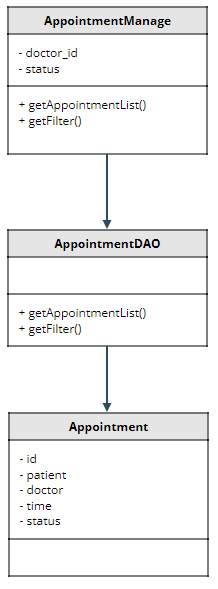 AppointmentManage
- doctor_id
- status
+ getAppointmentList()
+ getFilter()
AppointmentDAO
+ getAppointmentList()
+ getFilter()
Appointment
- id
- patient
- doctor
- time
- status